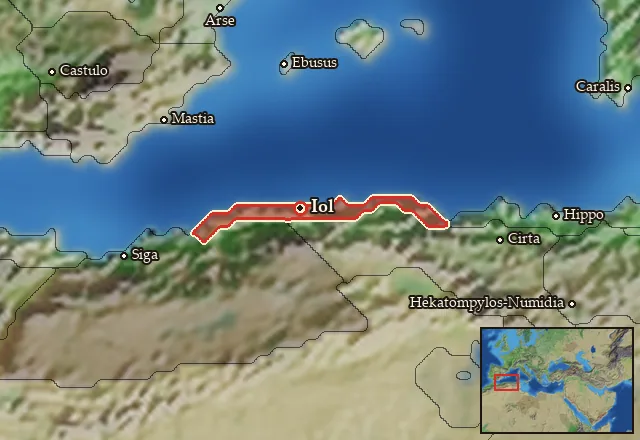 Arse
Ebusus
Castulo
Caralis
Mastia
Iol
Hippo
Cirta
Siga
Hekatompylos-Numidia